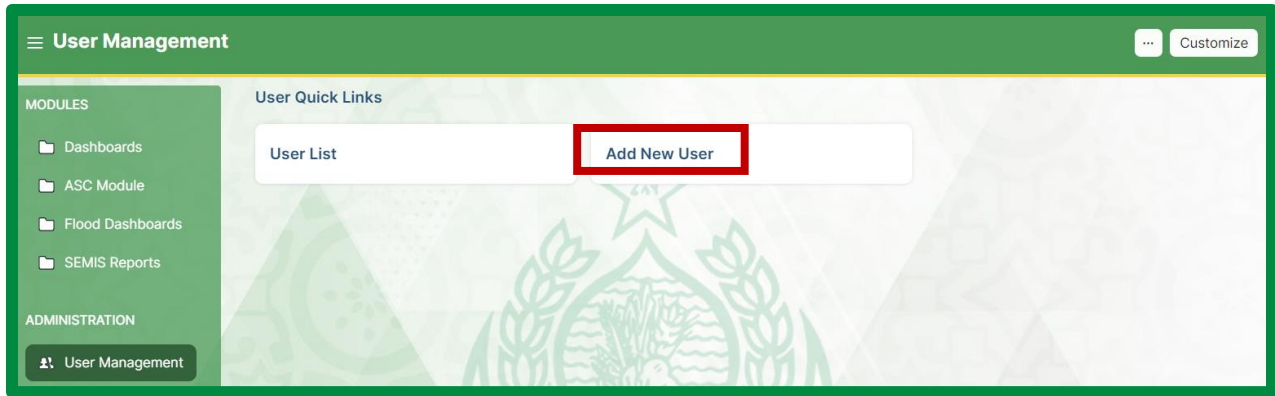 User Management
... Customize
MODULES
Dashboards
ASC Module
Flood Dashboards
SEMIS Reports
ADMINISTRATION
User Management
User Quick Links
User List
Add New User